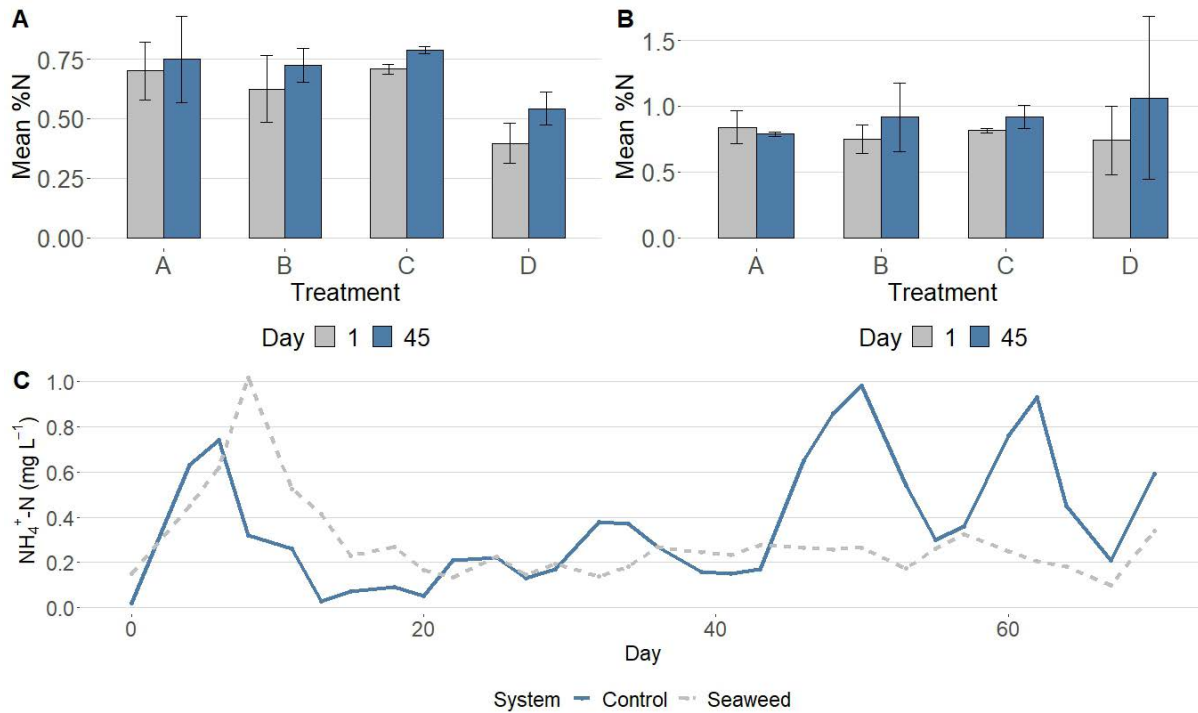 A
Mean %N
0.75
0.50
0.25
0.00
A B C D
Treatment
Day 1 45
B
Mean %N
1.5
1.0
0.5
0.0
A B C D
Treatment
Day 1 45
C
NH₄⁺-N (mg L⁻¹)
1.0
0.8
0.6
0.4
0.2
0.0
0 20 40 60
Day
System Control Seaweed